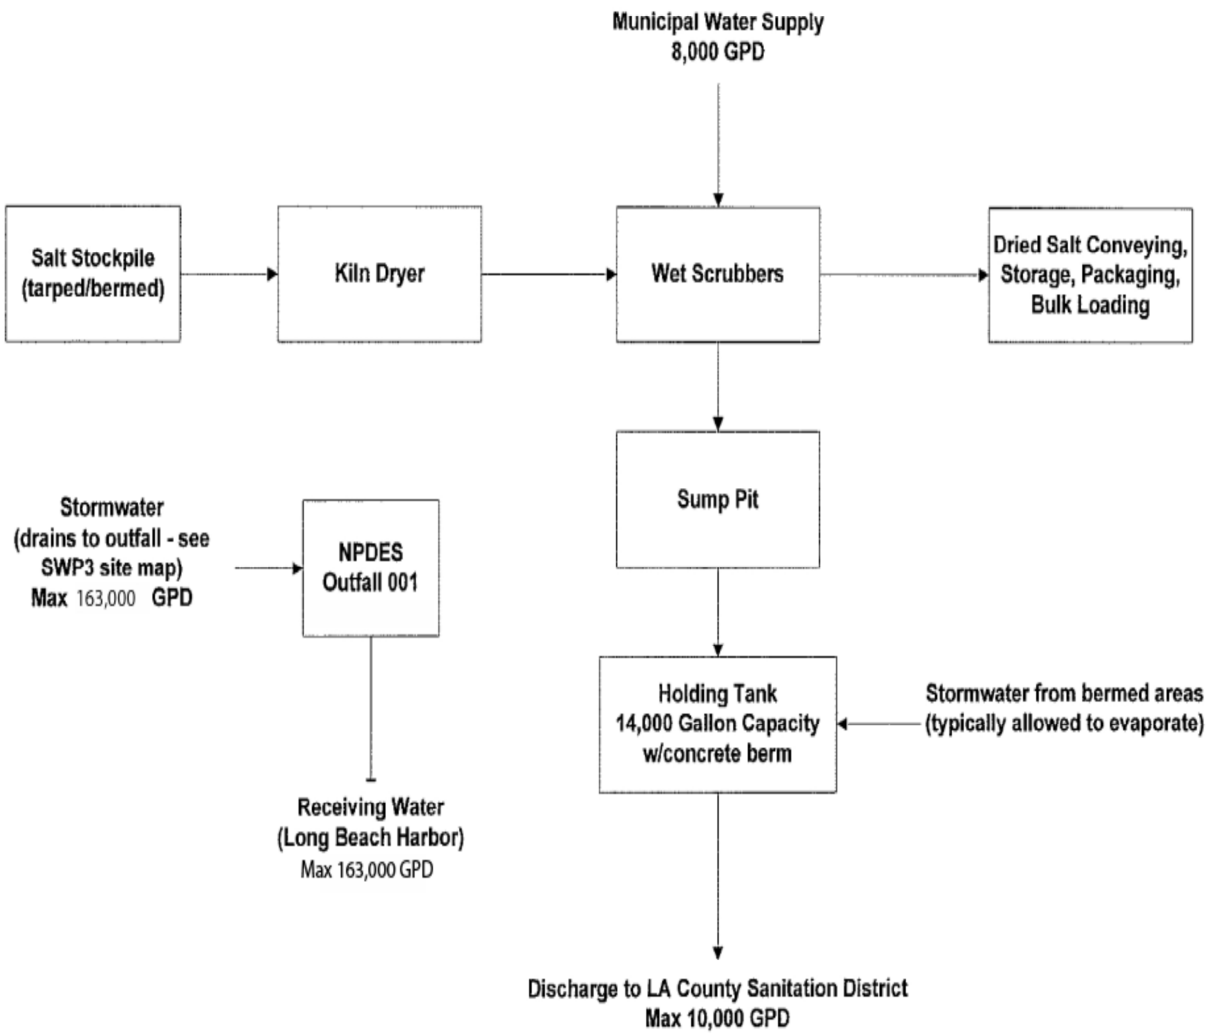 Municipal Water Supply
8,000 GPD
Salt Stockpile
(tarped/bermed)
Kiln Dryer
Wet Scrubbers
Dried Salt Conveying,
Storage, Packaging,
Bulk Loading
Sump Pit
Stormwater
(drains to outfall - see
SWP3 site map)
Max 163,000 GPD
NPDES
Outfall 001
Holding Tank
14,000 Gallon Capacity
w/concrete berm
Stormwater from bermed areas
(typically allowed to evaporate)
Receiving Water
(Long Beach Harbor)
Max 163,000 GPD
Discharge to LA County Sanitation District
Max 10,000 GPD